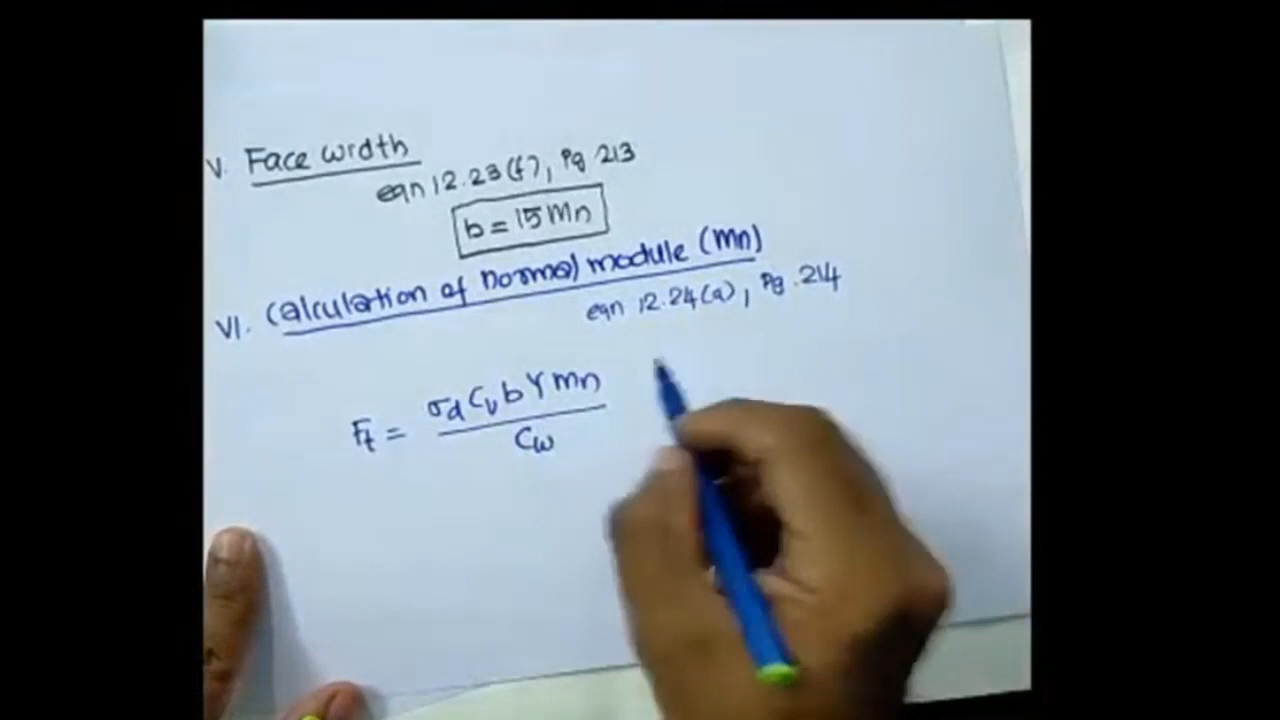 V. Face width
eqn 12.23(f), Pg 213
b = 15 Mn
VI. Calculation of normal module (Mn)
eqn 12.24(a), Pg. 214
Ft = σd Cv b Y mn / Cw